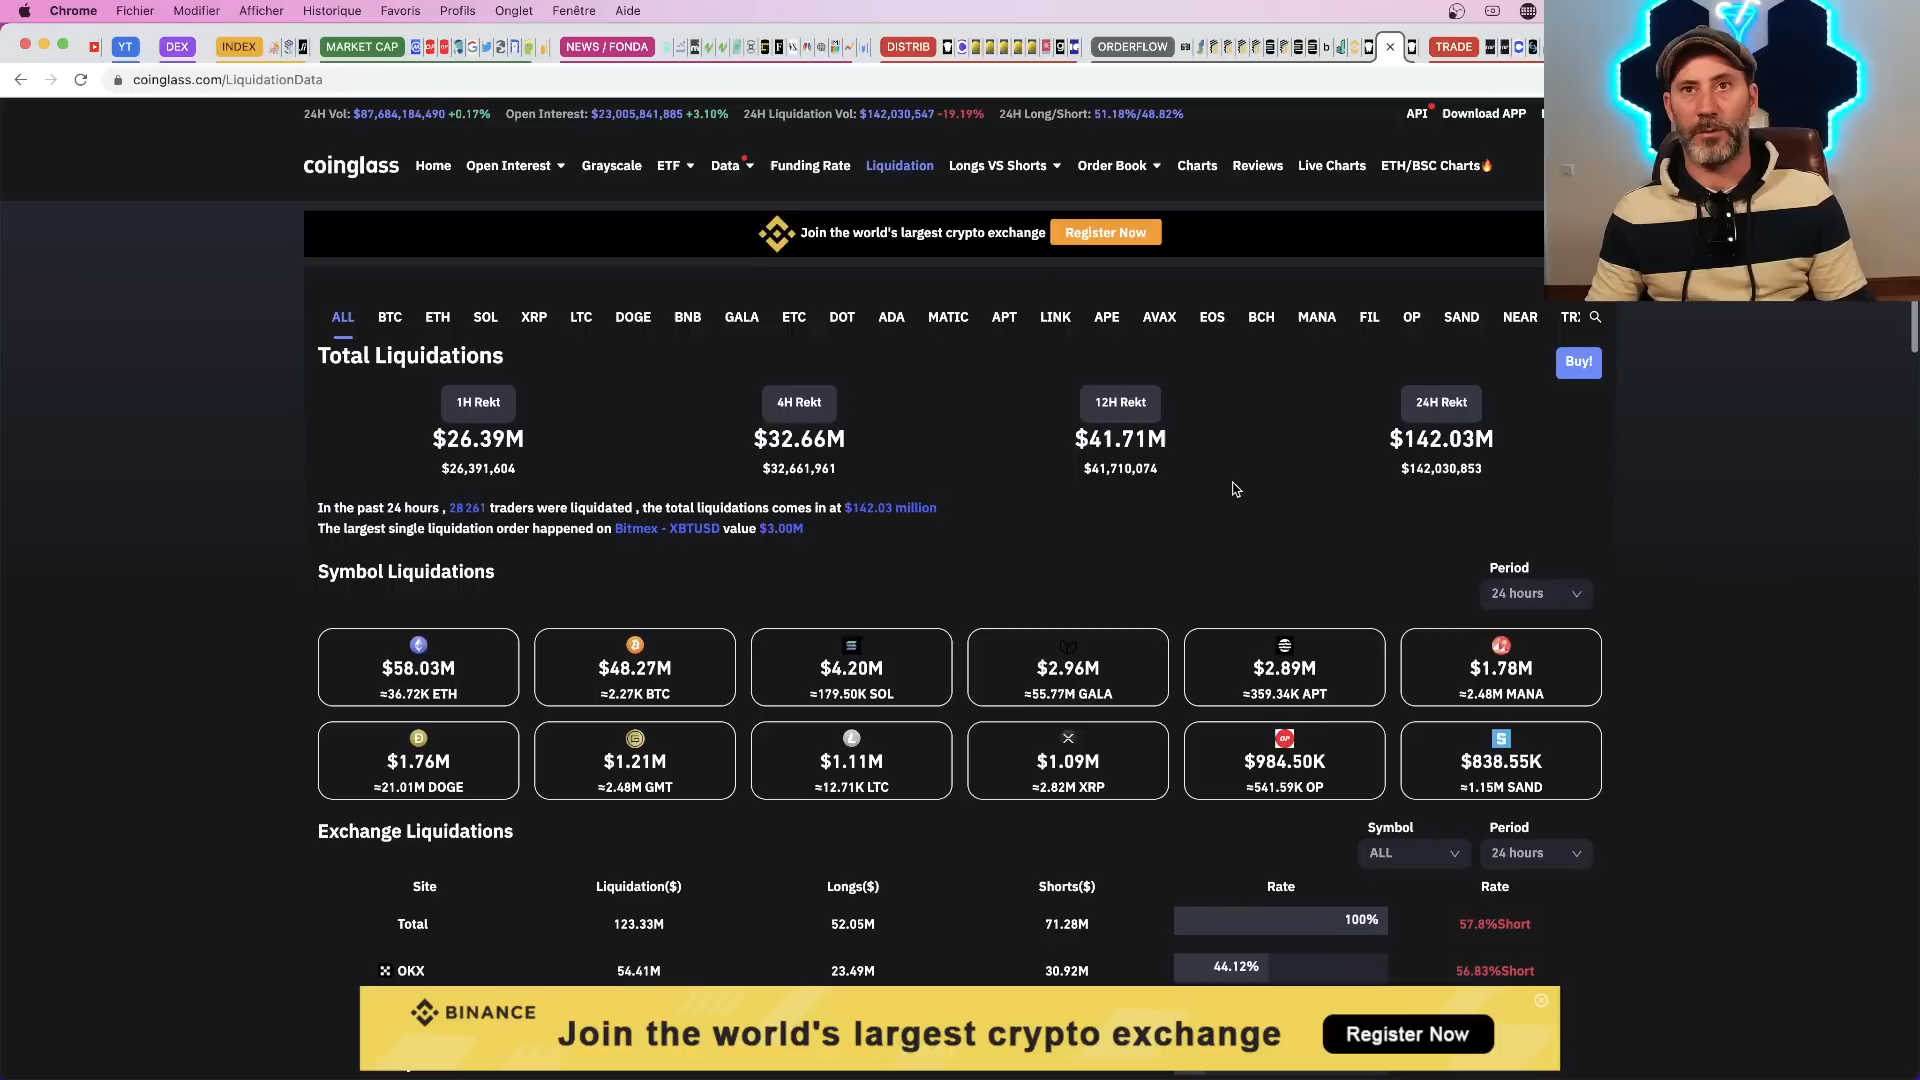 Chrome Fichier Modifier Afficher Historique Favoris Profils Onglet Fenêtre Aide
YT DEX INDEX MARKET CAP NEWS / FONDA DISTRIB ORDERFLOW TRADE
coinglass.com/LiquidationData
24H Vol: $87,684,184,490 +0.17% Open Interest: $23,005,841,885 +3.10% 24H Liquidation Vol: $142,030,547 -19.19% 24H Long/Short: 51.18%/48.82% API Download APP
coinglass Home Open Interest Grayscale ETF Data Funding Rate Liquidation Longs VS Shorts Order Book Charts Reviews Live Charts ETH/BSC Charts🔥
Join the world's largest crypto exchange Register Now
ALL BTC ETH SOL XRP LTC DOGE BNB GALA ETC DOT ADA MATIC APT LINK APE AVAX EOS BCH MANA FIL OP SAND NEAR
Total Liquidations
Buy!
1H Rekt 4H Rekt 12H Rekt 24H Rekt
$26.39M $32.66M $41.71M $142.03M
$26,391,604 $32,661,961 $41,710,074 $142,030,853
In the past 24 hours , 28 261 traders were liquidated , the total liquidations comes in at $142.03 million
The largest single liquidation order happened on Bitmex - XBTUSD value $3.00M
Symbol Liquidations
Period
24 hours
$58.03M $48.27M $4.20M $2.96M $2.89M $1.78M
≈36.72K ETH ≈2.27K BTC ≈179.50K SOL ≈55.77M GALA ≈359.34K APT ≈2.48M MANA
$1.76M $1.21M $1.11M $1.09M $984.50K $838.55K
≈21.01M DOGE ≈2.48M GMT ≈12.71K LTC ≈2.82M XRP ≈541.59K OP ≈1.15M SAND
Exchange Liquidations
Symbol Period
ALL 24 hours
Site Liquidation($) Longs($) Shorts($) Rate Rate
Total 123.33M 52.05M 71.28M 100% 57.8%Short
OKX 54.41M 23.49M 30.92M 44.12% 56.83%Short
BINANCE
Join the world's largest crypto exchange Register Now